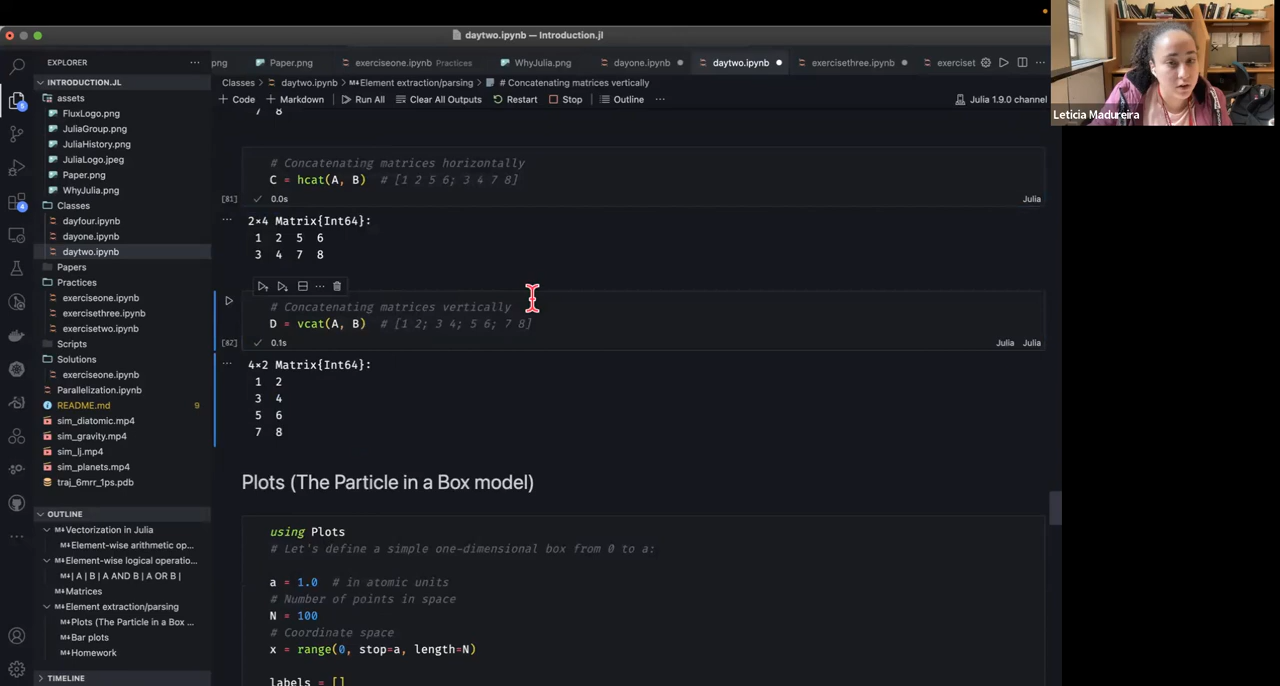 daytwo.ipynb — Introduction.jl
EXPLORER
png
Paper.png
exerciseone.ipynb Practices
WhyJulia.png
dayone.ipynb
daytwo.ipynb
exercisethree.ipynb
exerciset
INTRODUCTION.JL
assets
FluxLogo.png
JuliaGroup.png
JuliaHistory.png
JuliaLogo.jpeg
Paper.png
WhyJulia.png
Classes
dayfour.ipynb
dayone.ipynb
daytwo.ipynb
Papers
Practices
exerciseone.ipynb
exercisethree.ipynb
exercisetwo.ipynb
Scripts
Solutions
exerciseone.ipynb
Parallelization.ipynb
README.md 9
sim_diatomic.mp4
sim_gravity.mp4
sim_lj.mp4
sim_planets.mp4
traj_6mrr_1ps.pdb
OUTLINE
Vectorization in Julia
Element-wise arithmetic op...
Element-wise logical operatio...
| A | B | A AND B | A OR B |
Matrices
Element extraction/parsing
Plots (The Particle in a Box ...
Bar plots
Homework
TIMELINE
5
4
Classes > daytwo.ipynb > Element extraction/parsing > # Concatenating matrices vertically
+ Code + Markdown Run All Clear All Outputs Restart Stop Outline ... Julia 1.9.0 channel
7 8
# Concatenating matrices horizontally
C = hcat(A, B) # [1 2 5 6; 3 4 7 8]
[81] 0.0s Julia
2×4 Matrix{Int64}:
1 2 5 6
3 4 7 8
# Concatenating matrices vertically
D = vcat(A, B) # [1 2; 3 4; 5 6; 7 8]
[82] 0.1s Julia Julia
4×2 Matrix{Int64}:
1 2
3 4
5 6
7 8
Plots (The Particle in a Box model)
using Plots
# Let's define a simple one-dimensional box from 0 to a:
a = 1.0 # in atomic units
# Number of points in space
N = 100
# Coordinate space
x = range(0, stop=a, length=N)
labels = []
Leticia Madureira